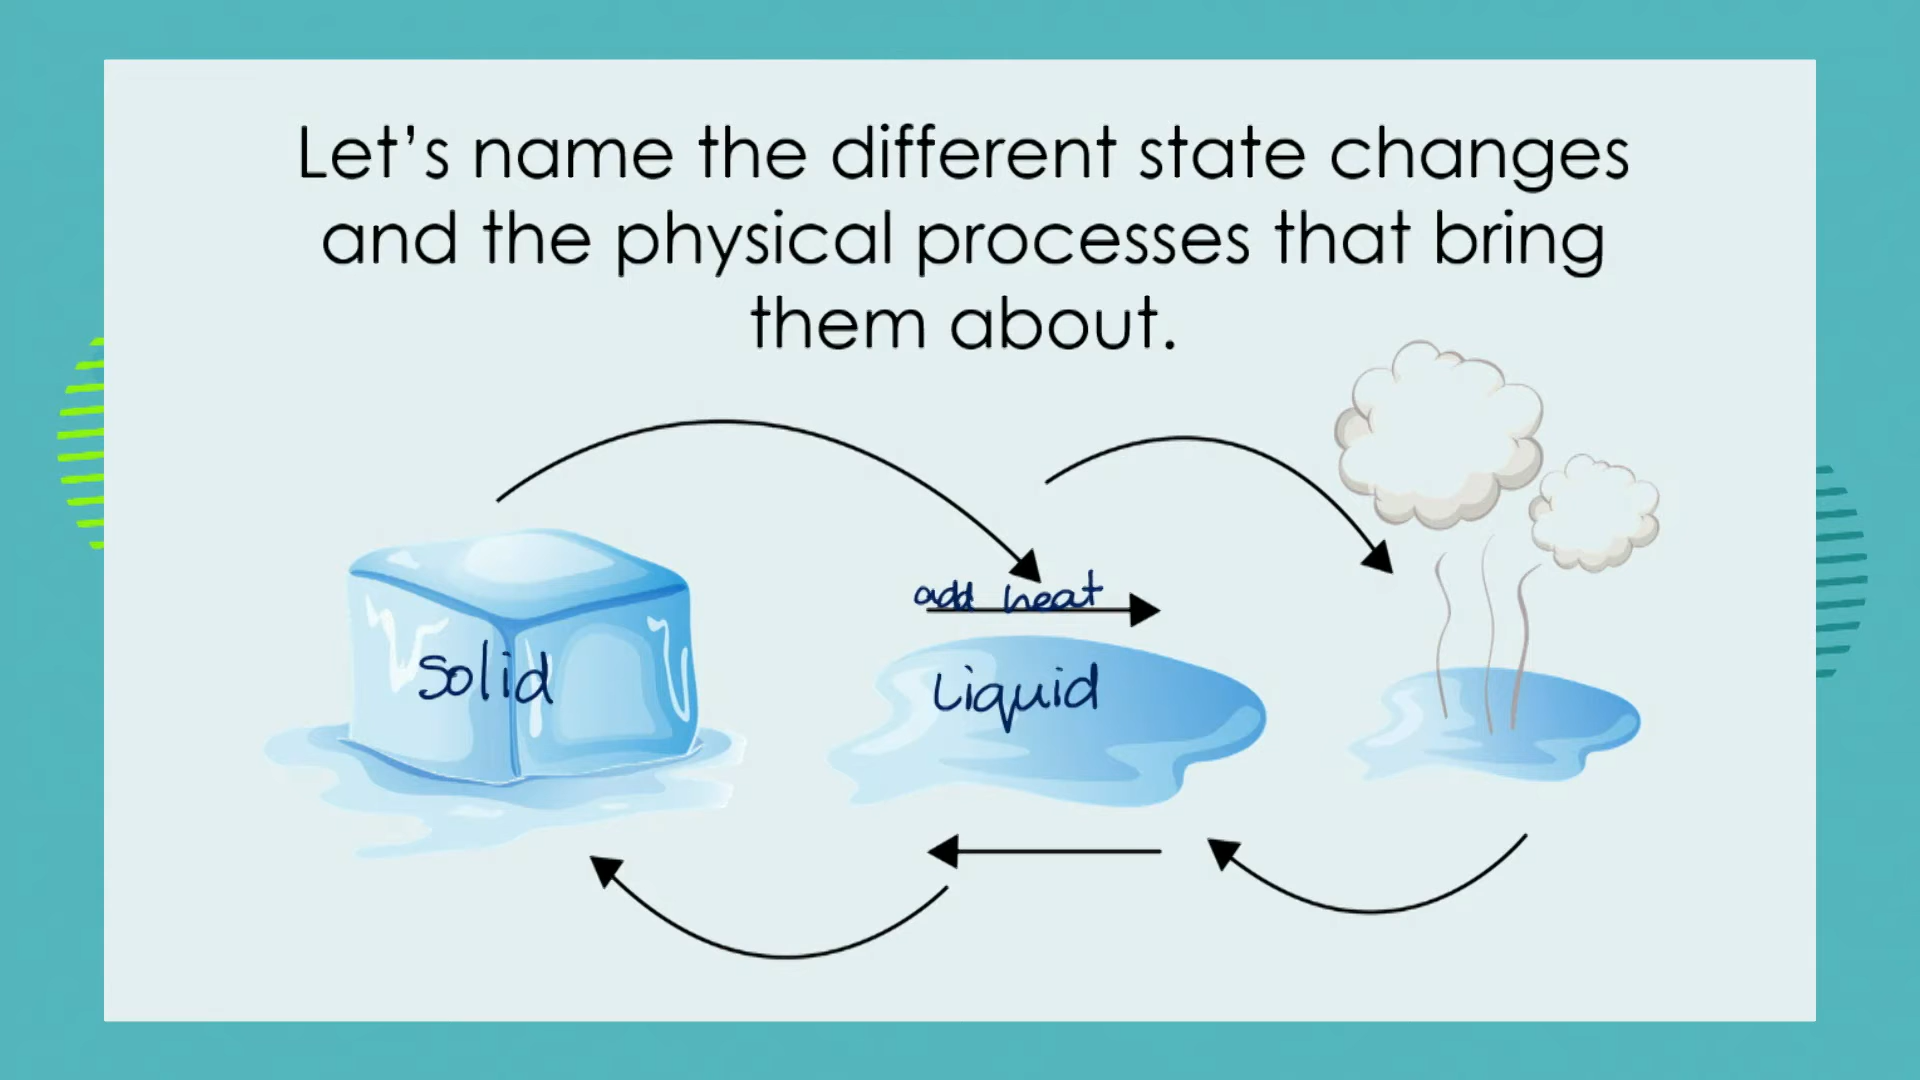 Let's name the different state changes
and the physical processes that bring
them about.
add heat
Solid
Liquid